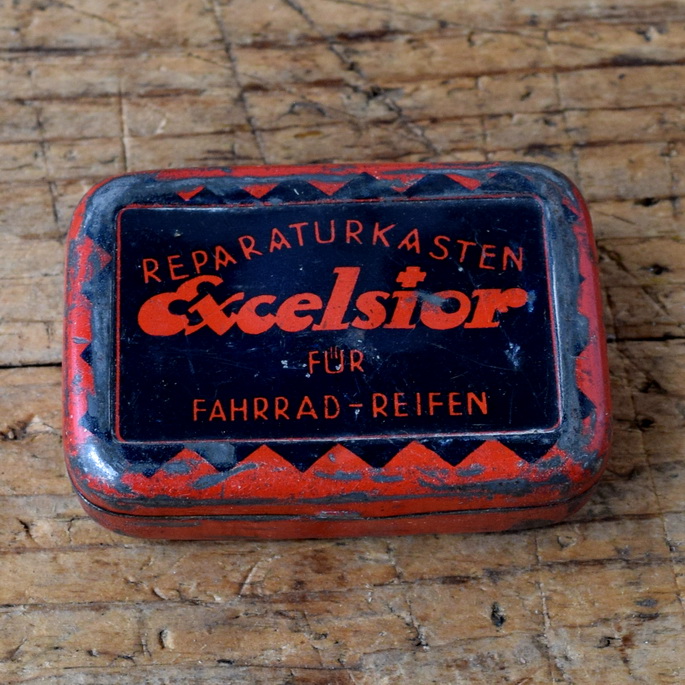 REPARATURKASTEN
Excelsior
FÜR
FAHRRAD-REIFEN